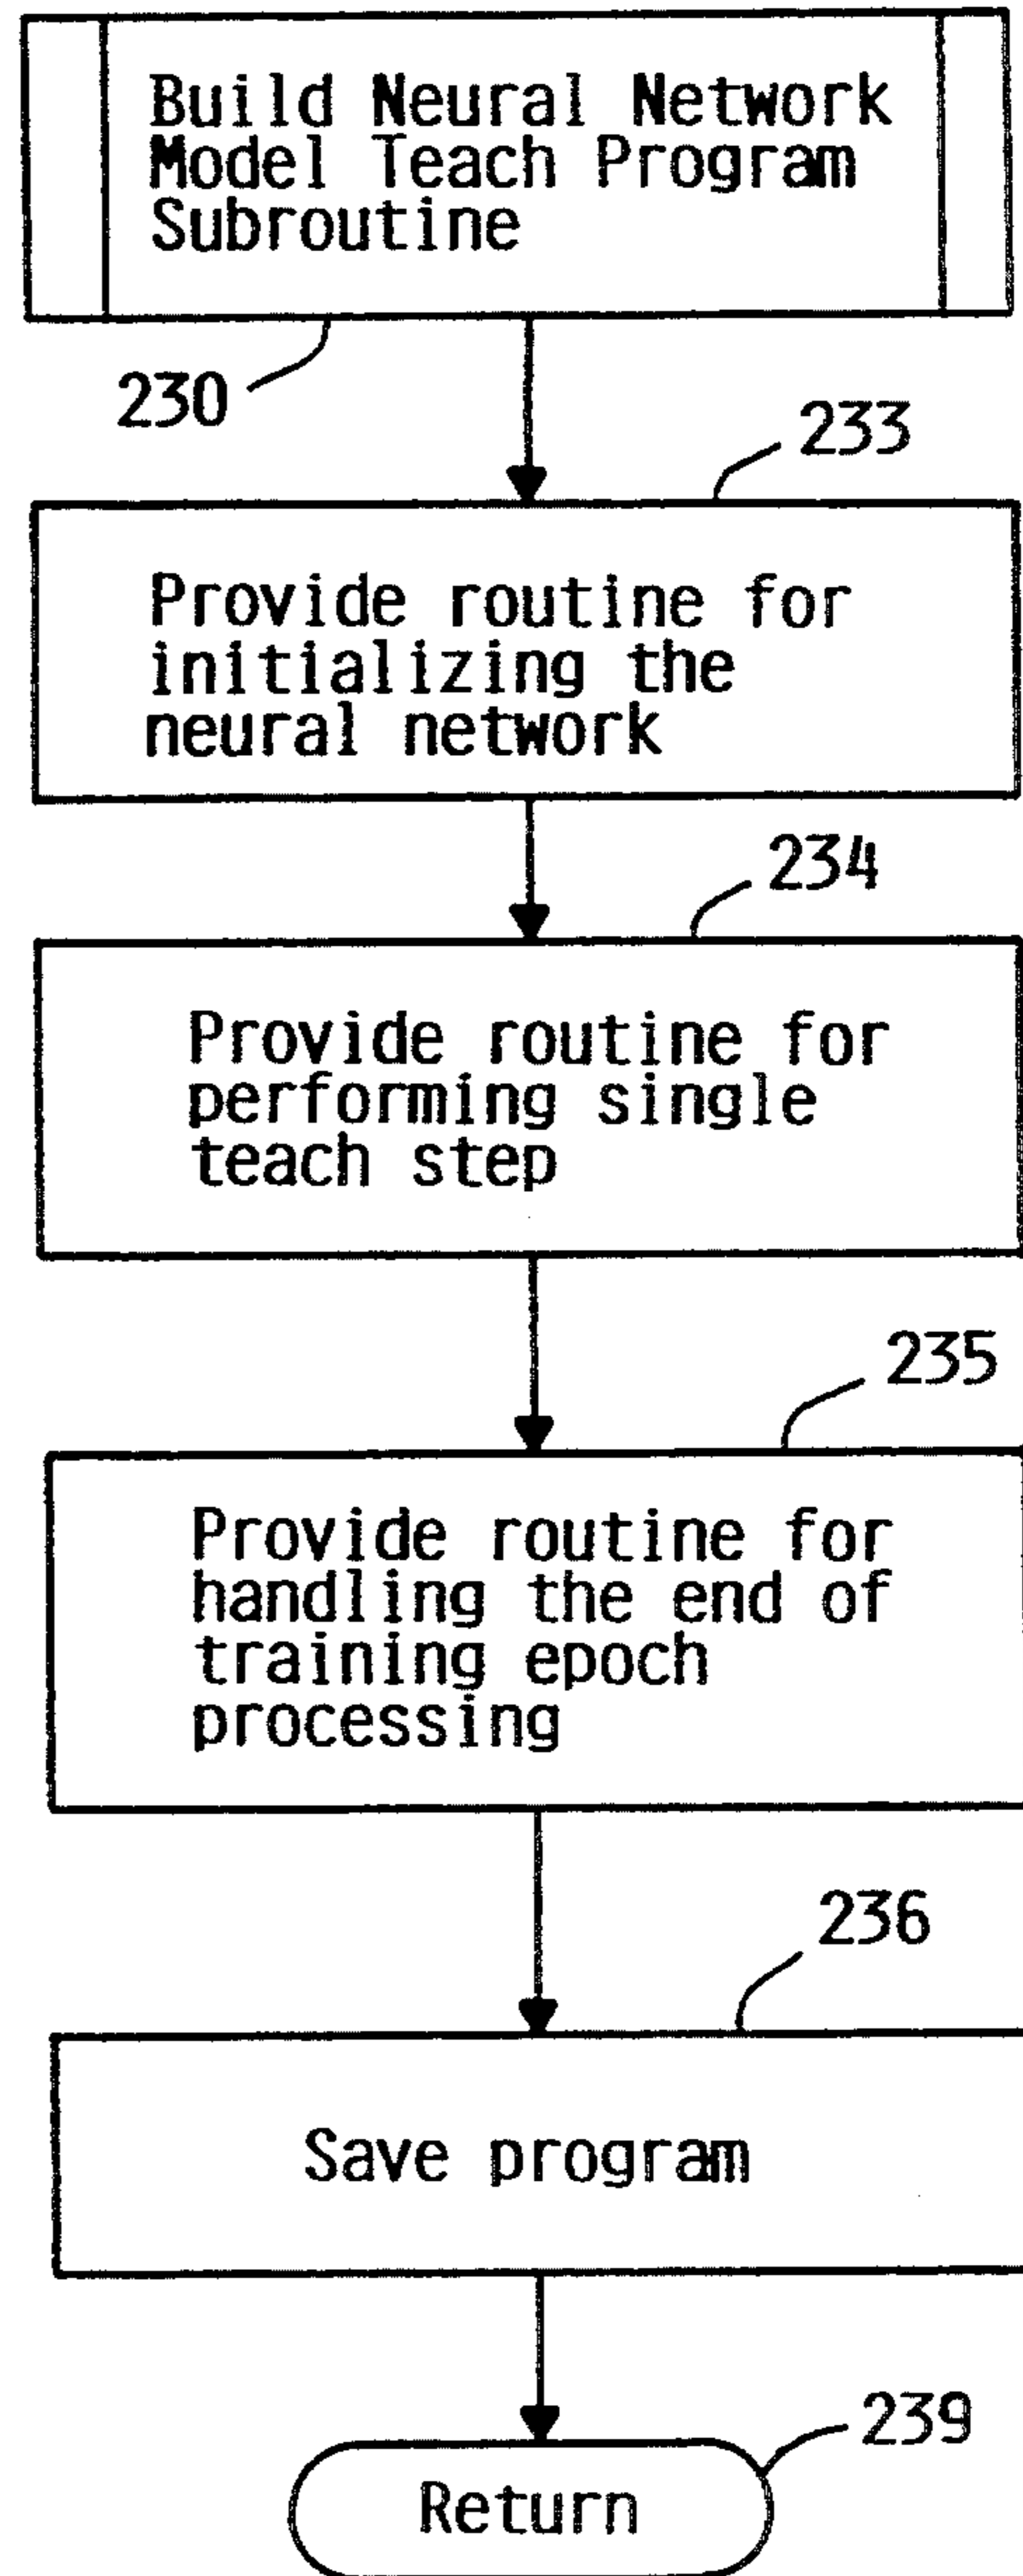 Build Neural Network
Model Teach Program
Subroutine
230
233
Provide routine for
initializing the
neural network
234
Provide routine for
performing single
teach step
235
Provide routine for
handling the end of
training epoch
processing
236
Save program
239
Return